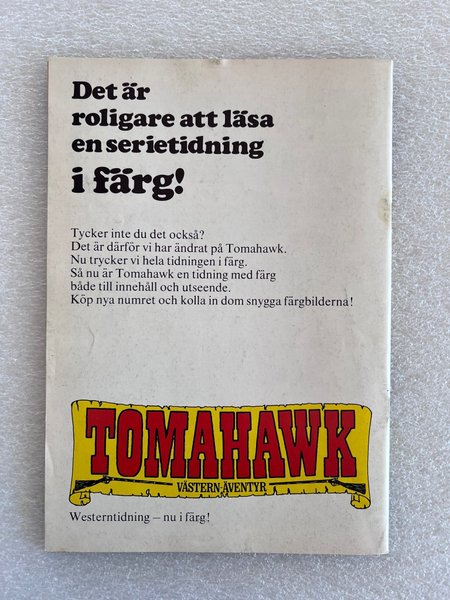 Det är
roligare att läsa
en serietidning
i färg!
Tycker inte du det också?
Det är därför vi har ändrat på Tomahawk.
Nu trycker vi hela tidningen i färg.
Så nu är Tomahawk en tidning med färg
både till innehåll och utseende.
Köp nya numret och kolla in dom snygga färgbilderna!
TOMAHAWK
VÄSTERN-ÄVENTYR
Westerntidning – nu i färg!